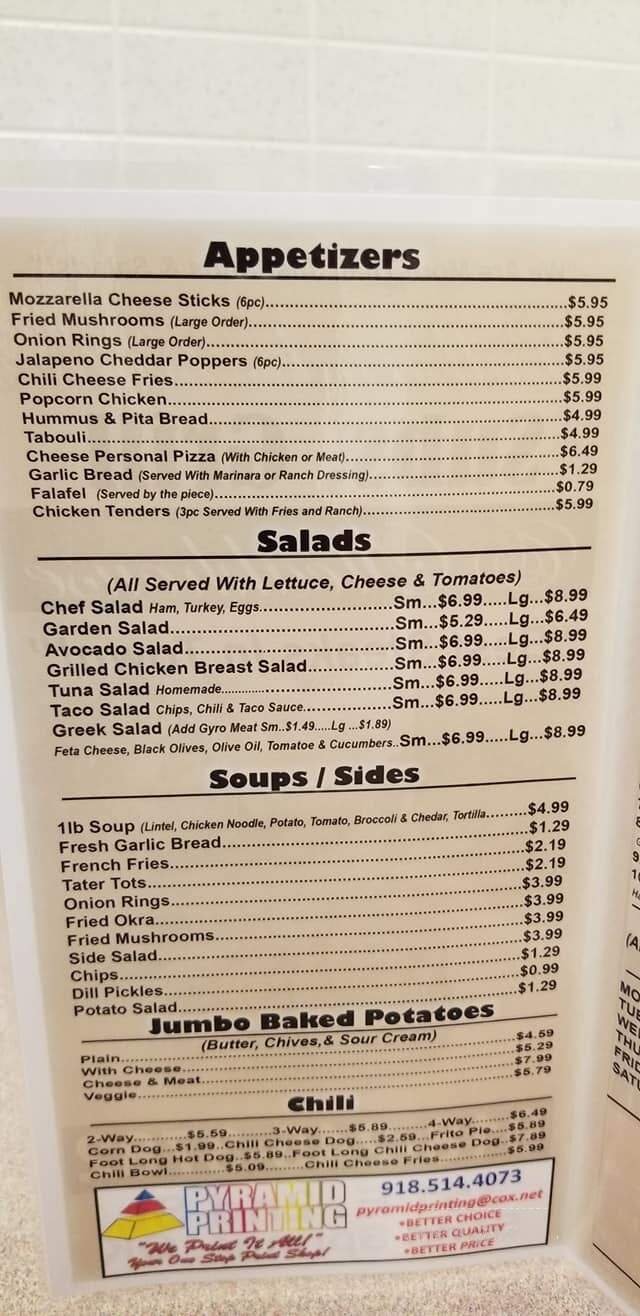 Appetizers
Mozzarella Cheese Sticks (6pc)....................$5.95
Fried Mushrooms (Large Order)....................$5.95
Onion Rings (Large Order)....................$5.95
Jalapeno Cheddar Poppers (6pc)....................$5.95
Chili Cheese Fries....................$5.99
Popcorn Chicken....................$5.99
Hummus & Pita Bread....................$4.99
Tabouli....................$4.99
Cheese Personal Pizza (With Chicken or Meat)....................$6.49
Garlic Bread (Served With Marinara or Ranch Dressing)....................$1.29
Falafel (Served by the piece)....................$0.79
Chicken Tenders (3pc Served With Fries and Ranch)....................$5.99
Salads
(All Served With Lettuce, Cheese & Tomatoes)
Chef Salad Ham, Turkey, Eggs....................Sm...$6.99.....Lg...$8.99
Garden Salad....................Sm...$5.29.....Lg...$6.49
Avocado Salad....................Sm...$6.99.....Lg...$8.99
Grilled Chicken Breast Salad............Sm...$6.99.....Lg...$8.99
Tuna Salad Homemade....................Sm...$6.99.....Lg...$8.99
Taco Salad Chips, Chili & Taco Sauce............Sm...$6.99.....Lg...$8.99
Greek Salad (Add Gyro Meat Sm..$1.49.....Lg ...$1.89)
Feta Cheese, Black Olives, Olive Oil, Tomatoe & Cucumbers..Sm...$6.99.....Lg...$8.99
Soups / Sides
1lb Soup (Lintel, Chicken Noodle, Potato, Tomato, Broccoli & Chedar, Tortilla.........$4.99
Fresh Garlic Bread....................$1.29
French Fries....................$2.19
Tater Tots....................$2.19
Onion Rings....................$3.99
Fried Okra....................$3.99
Fried Mushrooms....................$3.99
Side Salad....................$3.99
Chips....................$1.29
Dill Pickles....................$0.99
Potato Salad....................$1.29
Jumbo Baked Potatoes
(Butter, Chives,& Sour Cream)
Plain....................$4.59
With Cheese....................$5.29
Cheese & Meat....................$7.99
Veggie....................$5.79
Chili
2-Way...........$5.59.........3-Way......$5.89........4-Way........$6.49
Corn Dog...$1.99..Chili Cheese Dog....$2.59...Frito Pie....$5.89
Foot Long Hot Dog..$5.89..Foot Long Chili Cheese Dog..$7.89
Chili Bowl............$5.09........Chili Cheese Fries............$5.99
PYRAMID
PRINTING
"We Print It All!"
Your One Stop Print Shop!
918.514.4073
pyramidprinting@cox.net
•BETTER CHOICE
•BETTER QUALITY
•BETTER PRICE
MO
TUE
WE
THU
FRID
SATU